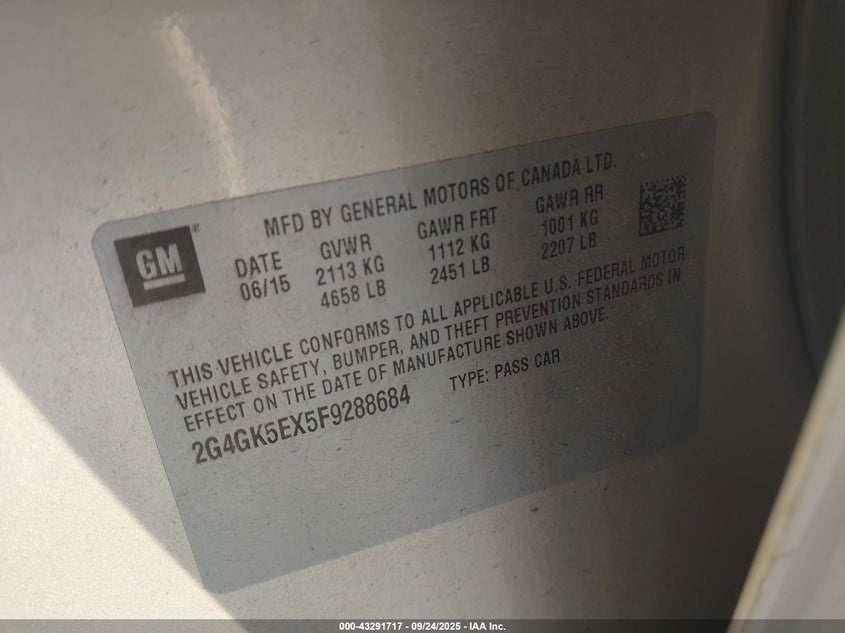 MFD BY GENERAL MOTORS OF CANADA LTD.
GM®
DATE GVWR GAWR FRT GAWR RR
06/15 2113 KG 1112 KG 1001 KG
4658 LB 2451 LB 2207 LB
THIS VEHICLE CONFORMS TO ALL APPLICABLE U.S. FEDERAL MOTOR
VEHICLE SAFETY, BUMPER, AND THEFT PREVENTION STANDARDS IN
EFFECT ON THE DATE OF MANUFACTURE SHOWN ABOVE.
2G4GK5EX5F9288684 TYPE: PASS CAR
000-43291717 - 09/24/2025 - IAA Inc.